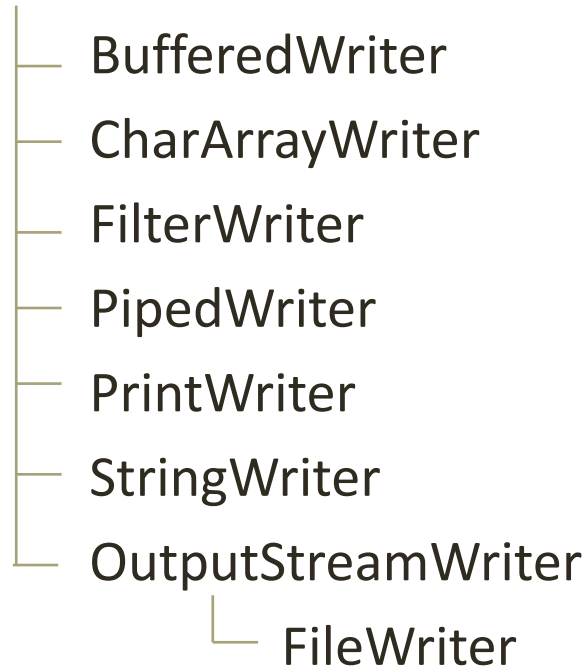 BufferedWriter
CharArrayWriter
FilterWriter
PipedWriter
PrintWriter
StringWriter
OutputStreamWriter
FileWriter